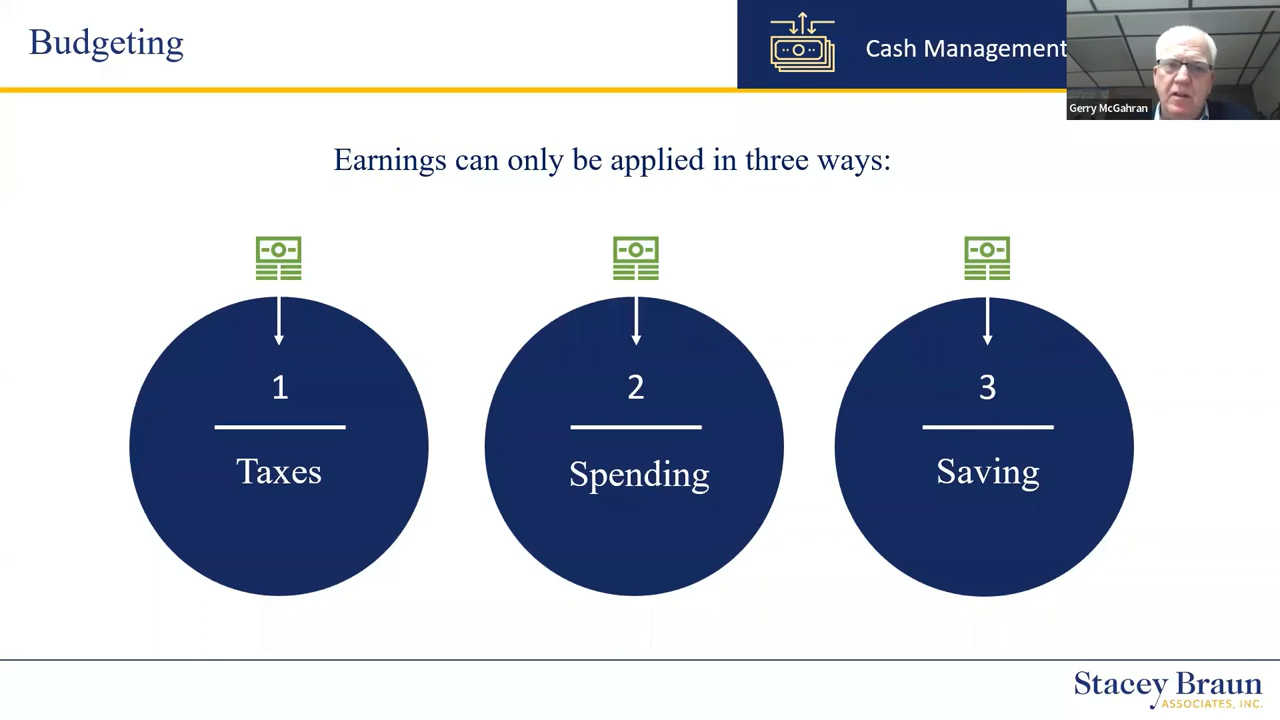 Budgeting
Cash Management
Gerry McGahran
Earnings can only be applied in three ways:
1
2
3
Taxes
Spending
Saving
Stacey Braun
ASSOCIATES, INC.